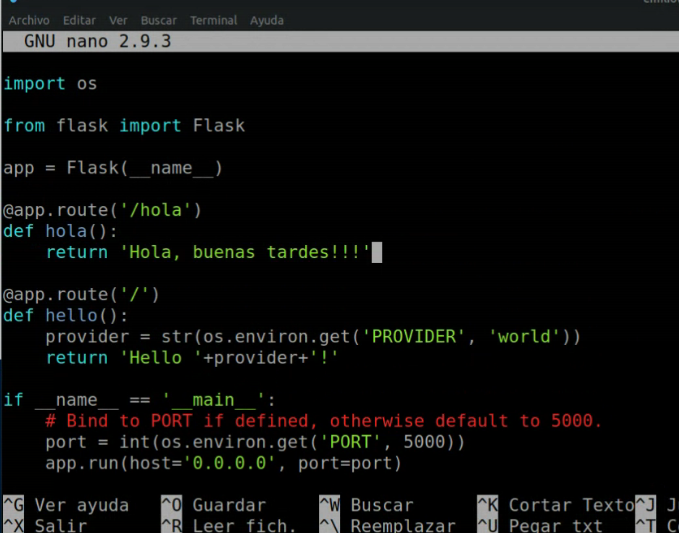 Archivo Editar Ver Buscar Terminal Ayuda
GNU nano 2.9.3
import os
from flask import Flask
app = Flask(__name__)
@app.route('/hola')
def hola():
    return 'Hola, buenas tardes!!!'
@app.route('/')
def hello():
    provider = str(os.environ.get('PROVIDER', 'world'))
    return 'Hello '+provider+'!'
if __name__ == '__main__':
    # Bind to PORT if defined, otherwise default to 5000.
    port = int(os.environ.get('PORT', 5000))
    app.run(host='0.0.0.0', port=port)
^G Ver ayuda ^O Guardar ^W Buscar ^K Cortar Texto ^J
^X Salir ^R Leer fich. ^\ Reemplazar ^U Pegar txt ^T